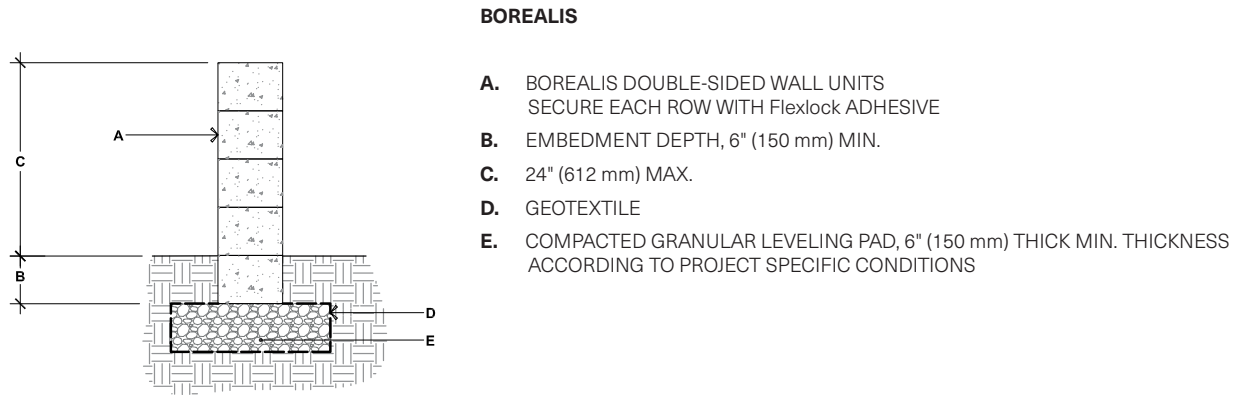 BOREALIS
A. BOREALIS DOUBLE-SIDED WALL UNITS
SECURE EACH ROW WITH Flexlock ADHESIVE
B. EMBEDMENT DEPTH, 6" (150 mm) MIN.
C. 24" (612 mm) MAX.
D. GEOTEXTILE
E. COMPACTED GRANULAR LEVELING PAD, 6" (150 mm) THICK MIN. THICKNESS
ACCORDING TO PROJECT SPECIFIC CONDITIONS
A
C
B
D
E